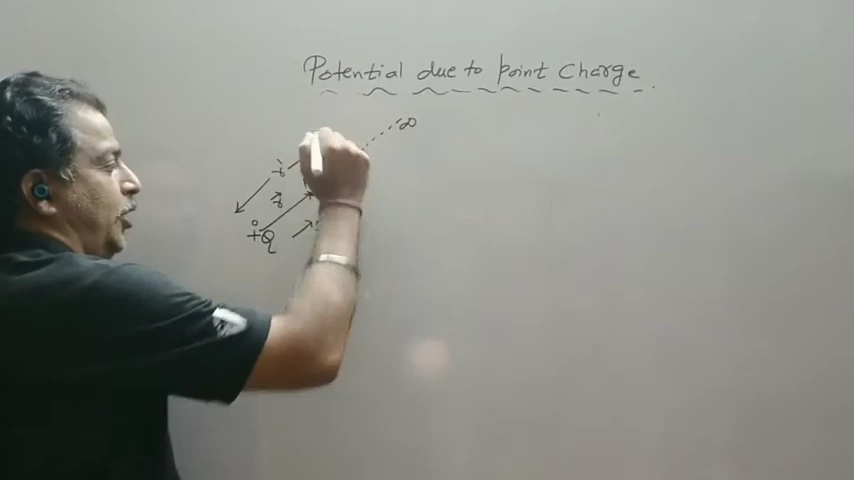 Potential due to point Charge
∞
+Q